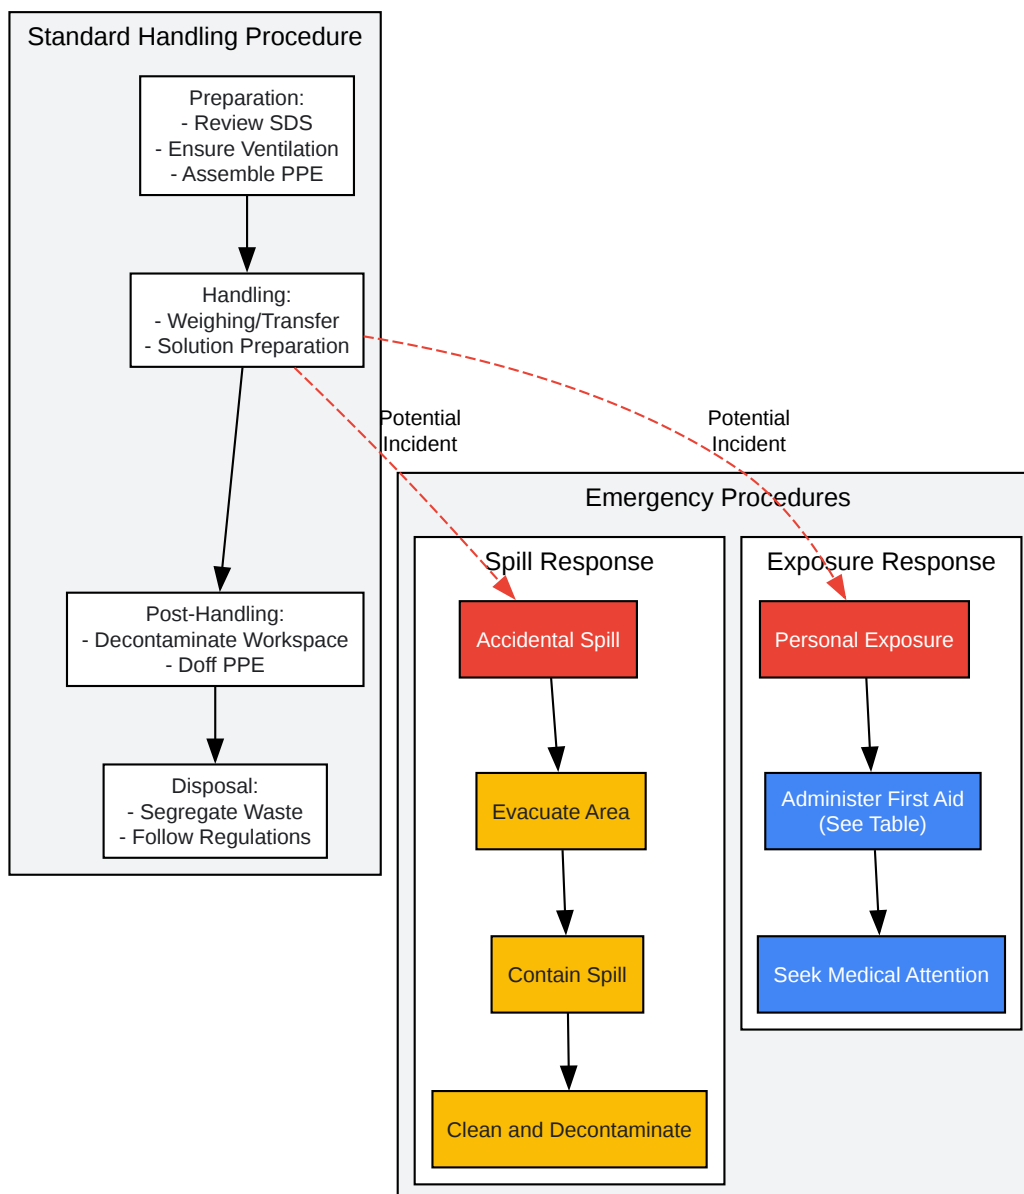 Standard Handling Procedure
Preparation:
- Review SDS
- Ensure Ventilation
- Assemble PPE
Handling:
- Weighing/Transfer
- Solution Preparation
Potential
Incident
Potential
Incident
Post-Handling:
- Decontaminate Workspace
- Doff PPE
Disposal:
- Segregate Waste
- Follow Regulations
Emergency Procedures
Spill Response
Accidental Spill
Evacuate Area
Contain Spill
Clean and Decontaminate
Exposure Response
Personal Exposure
Administer First Aid
(See Table)
Seek Medical Attention